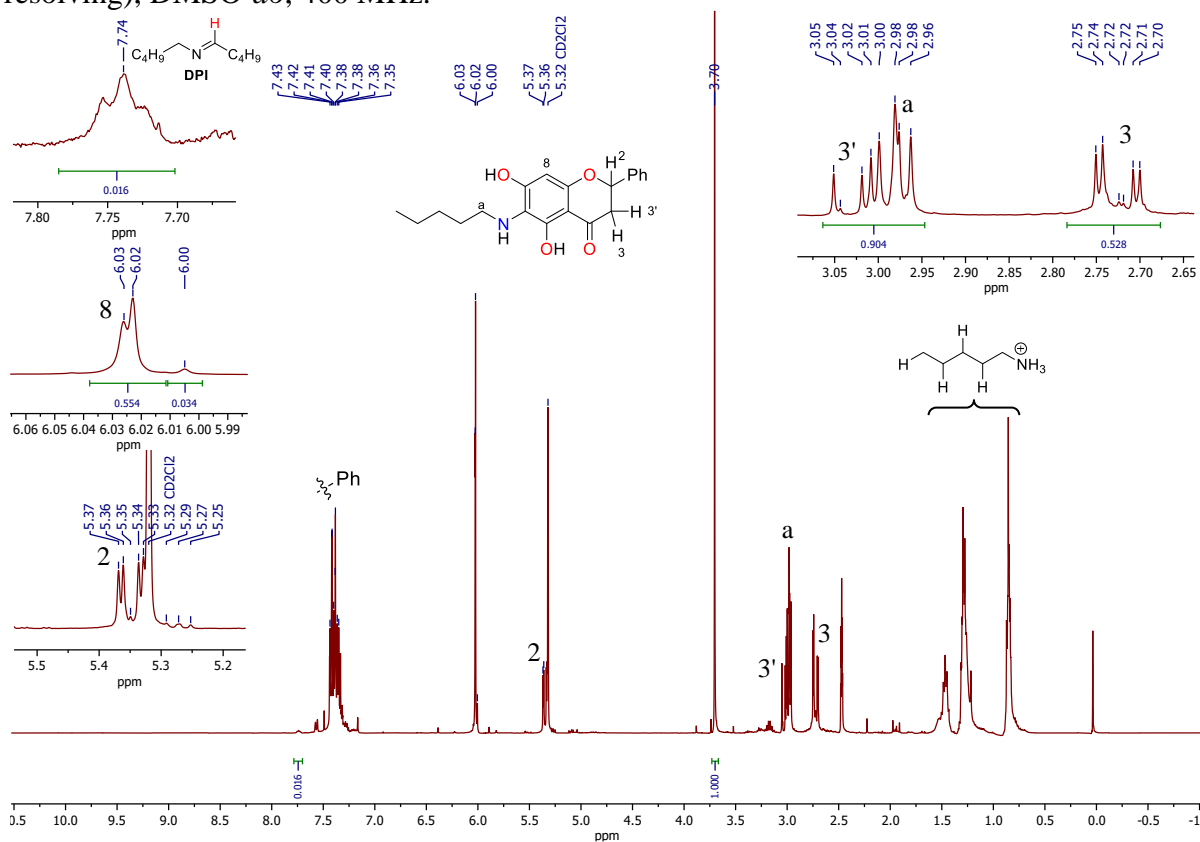 resolving), DMSO-d6, 400 MHz.
7.74
H
C4H9 N C4H9
DPI
0.016
7.80 7.75 7.70
ppm
6.03 6.02 6.00
8
0.554 0.034
6.06 6.05 6.04 6.03 6.02 6.01 6.00 5.99
ppm
5.37 5.36 5.35 5.34 5.33 5.32 CD2Cl2 5.29 5.27 5.25
2
5.5 5.4 5.3 5.2
ppm
7.43 7.42 7.41 7.40 7.38 7.38 7.36 7.35
6.03 6.02 6.00
5.37 5.36 5.32 CD2Cl2
3.70
8 H 2
HO O Ph
a H 3'
N H
H OH O 3
3.05 3.04 3.02 3.01 3.00 2.98 2.98 2.96
2.75 2.74 2.72 2.72 2.71 2.70
3' a 3
0.904 0.528
3.05 3.00 2.95 2.90 2.85 2.80 2.75 2.70 2.65
ppm
H H
H NH3 +
H H
Ph
2
a
3' 3
0.016
1.000
0.5 10.0 9.5 9.0 8.5 8.0 7.5 7.0 6.5 6.0 5.5 5.0 4.5 4.0 3.5 3.0 2.5 2.0 1.5 1.0 0.5 0.0 -0.5 -1
ppm